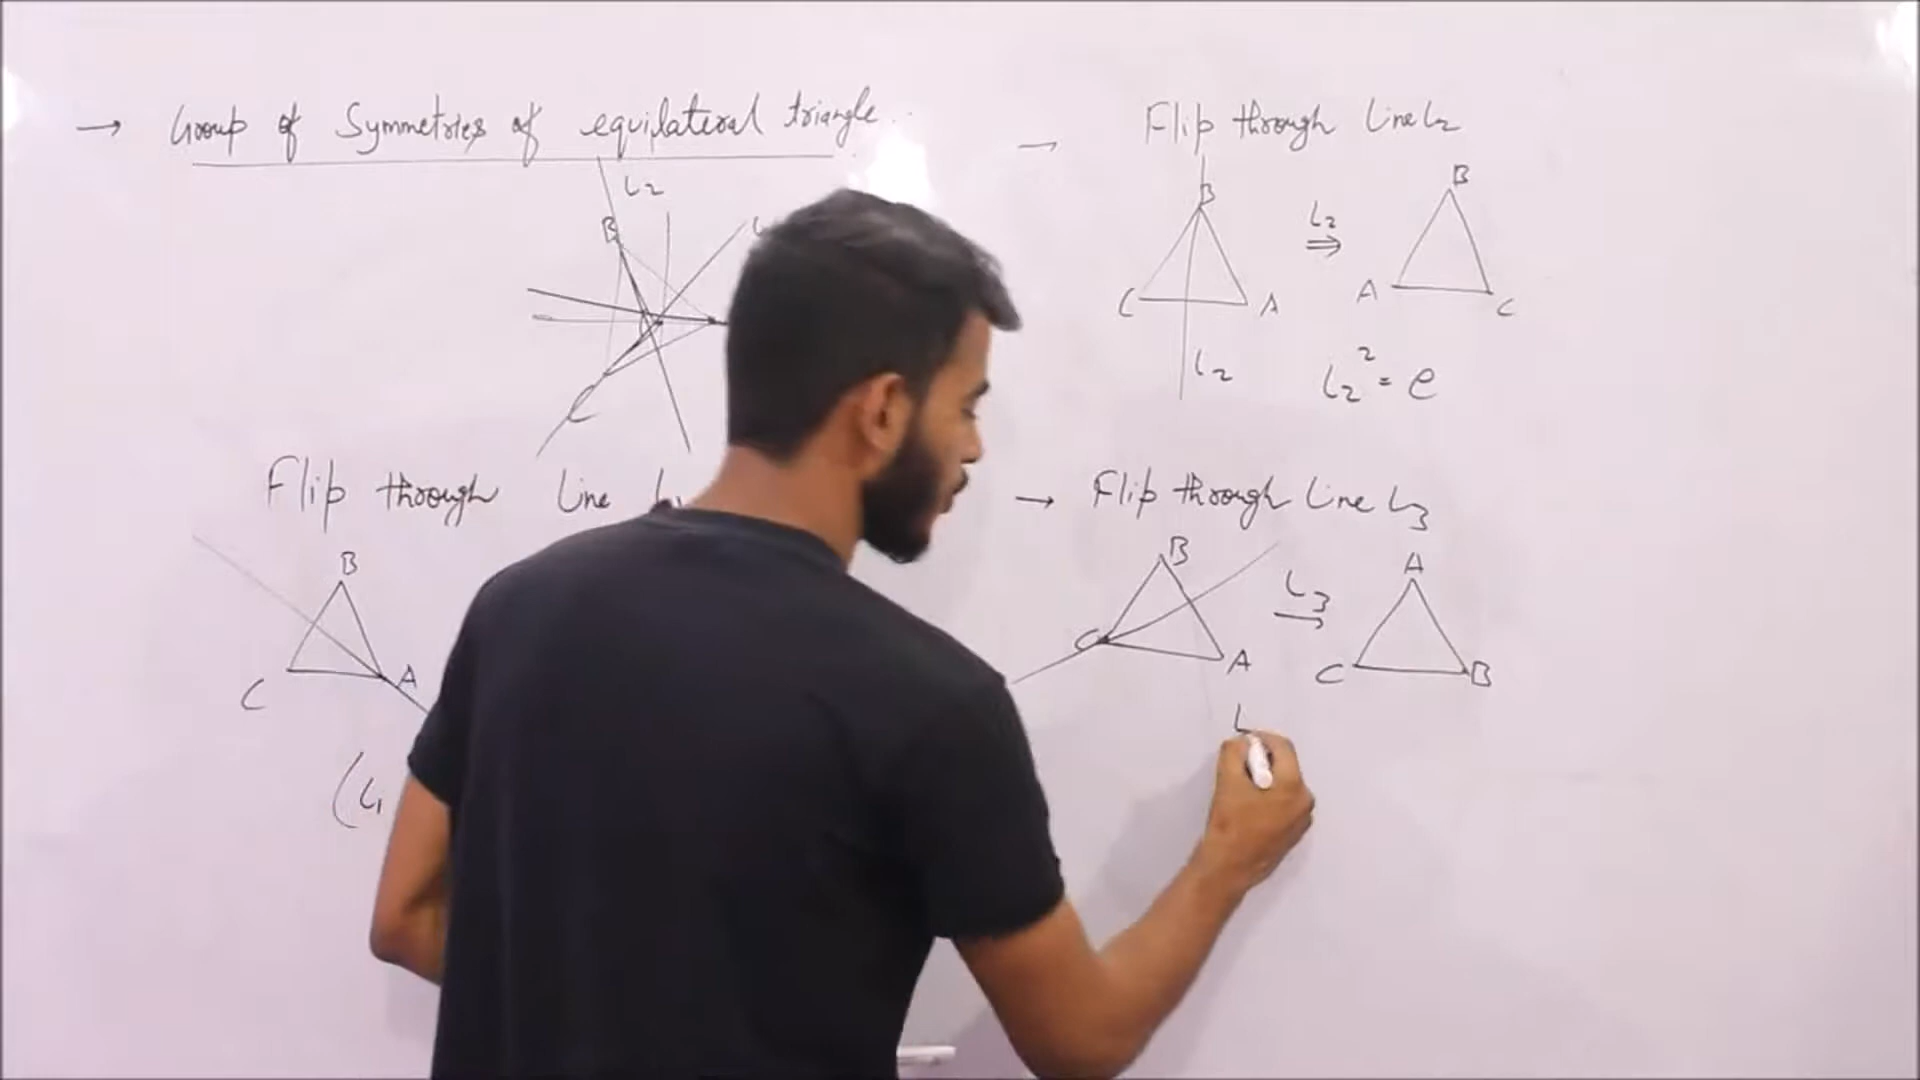 → Group of Symmetries of equilateral triangle
L2
B
C
Flip through Line
B
C
A
(L1
→ Flip through Line L2
B
C
A
L2
L2
⇒
B
A
C
L2² = e
→ Flip through Line L3
B
C
A
L3
→
A
C
B
L